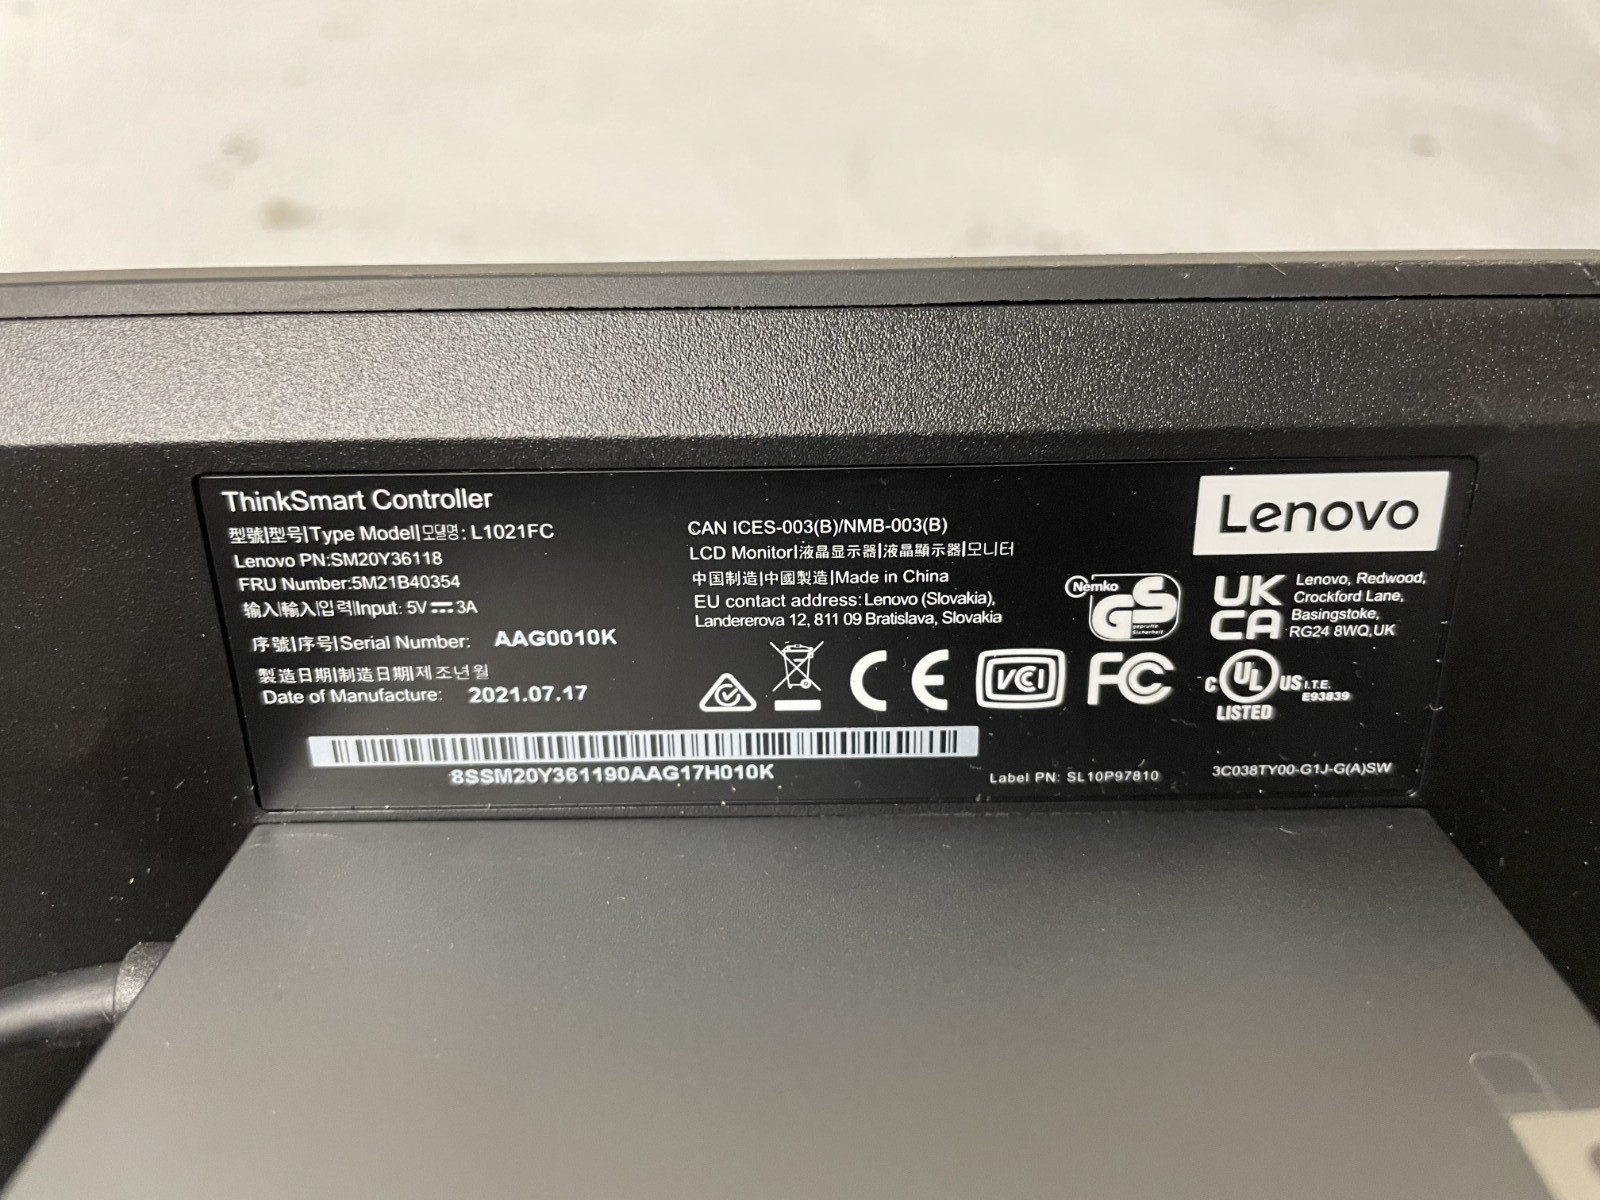 ThinkSmart Controller
型號|型号|Type Model|모델명: L1021FC
Lenovo PN:SM20Y36118
FRU Number:5M21B40354
输入|輸入|입력|Input: 5V⎓3A
序號|序号|Serial Number: AAG0010K
製造日期|制造日期|제조년월
Date of Manufacture: 2021.07.17
8SSM20Y361190AAG17H010K
CAN ICES-003(B)/NMB-003(B)
LCD Monitor|液晶显示器|液晶顯示器|모니터
中国制造|中國製造|Made in China
EU contact address: Lenovo (Slovakia),
Landererova 12, 811 09 Bratislava, Slovakia
Lenovo
Nemko
GS
geprüfte
Sicherheit
UK
CA
Lenovo, Redwood,
Crockford Lane,
Basingstoke,
RG24 8WQ,UK
CE
VCCI
FC
C UL US I.T.E.
E93839
LISTED
Label PN: SL10P97810
3C038TY00-G1J-G(A)SW